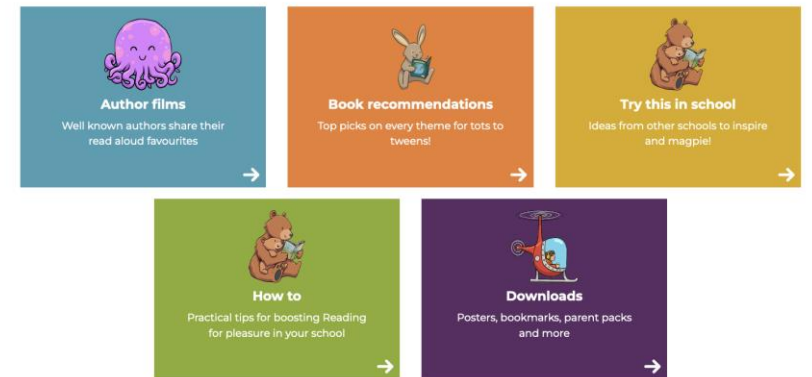 Author films
Well known authors share their
read aloud favourites
Book recommendations
Top picks on every theme for tots to
tweens!
Try this in school
Ideas from other schools to inspire
and magpie!
How to
Practical tips for boosting Reading
for pleasure in your school
Downloads
Posters, bookmarks, parent packs
and more